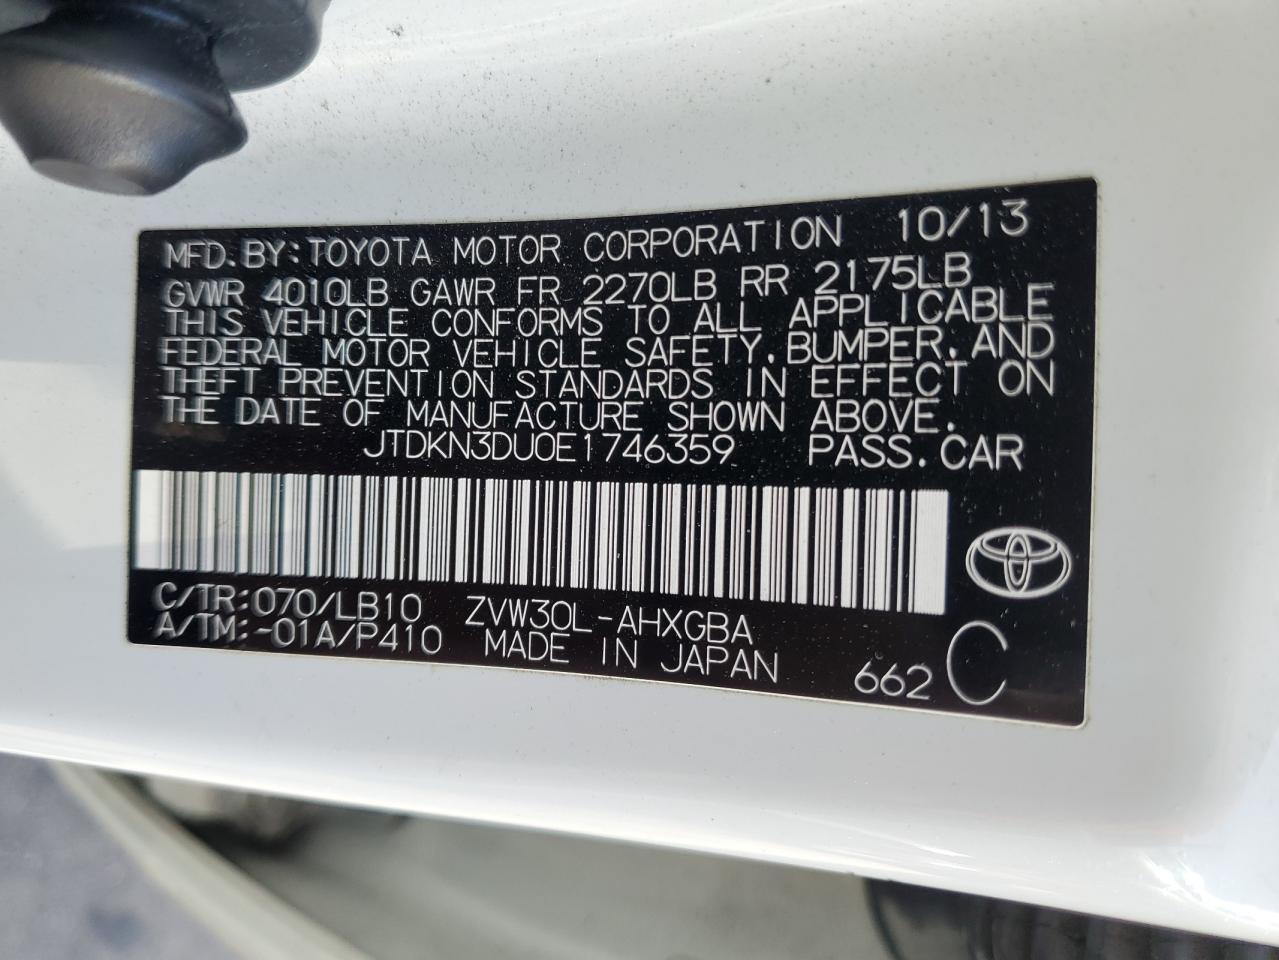 MFD. BY: TOYOTA MOTOR CORPORATION 10/13
GVWR 4010LB GAWR FR 2270LB RR 2175LB
THIS VEHICLE CONFORMS TO ALL APPLICABLE
FEDERAL MOTOR VEHICLE SAFETY, BUMPER, AND
THEFT PREVENTION STANDARDS IN EFFECT ON
THE DATE OF MANUFACTURE SHOWN ABOVE.
JTDKN3DU0E1746359 PASS. CAR
C/TR: 070/LB10 ZVW30L-AHXGBA
A/TM: -01A/P410 MADE IN JAPAN 662 C